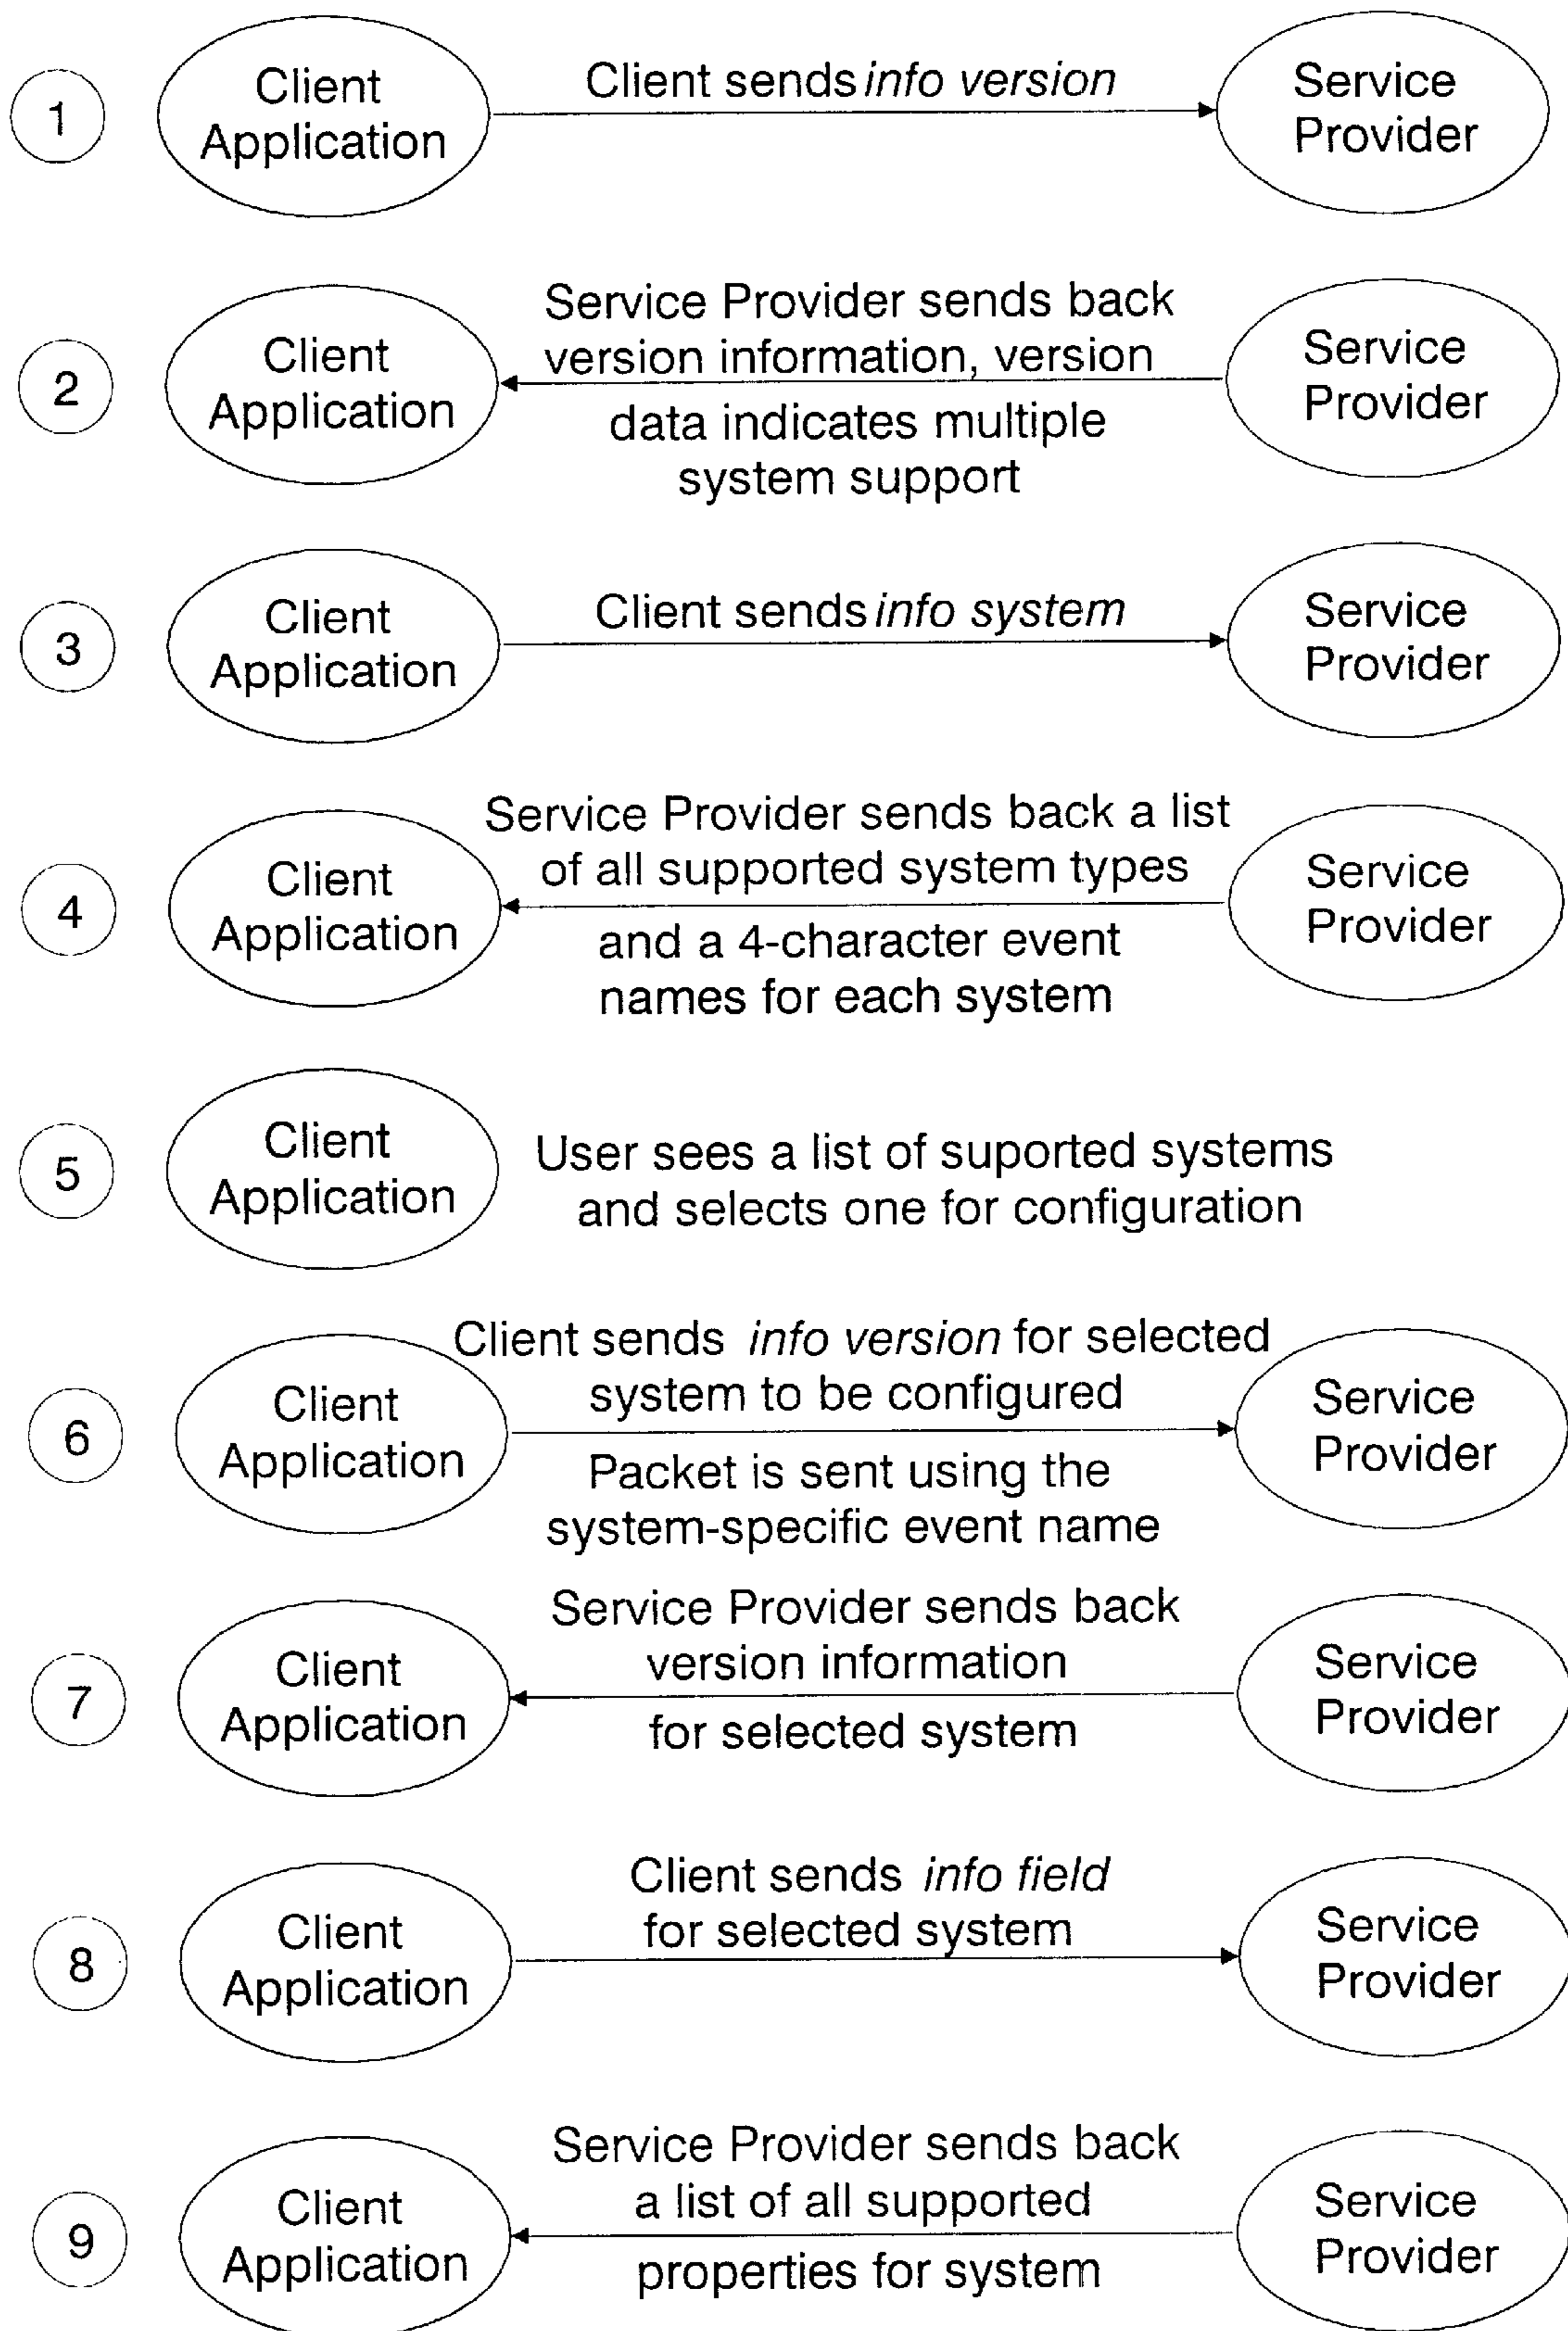 1
Client
Application
Client sends info version
Service
Provider
2
Client
Application
Service Provider sends back
version information, version
data indicates multiple
system support
Service
Provider
3
Client
Application
Client sends info system
Service
Provider
4
Client
Application
Service Provider sends back a list
of all supported system types
and a 4-character event
names for each system
Service
Provider
5
Client
Application
User sees a list of suported systems
and selects one for configuration
6
Client
Application
Client sends info version for selected
system to be configured
Packet is sent using the
system-specific event name
Service
Provider
7
Client
Application
Service Provider sends back
version information
for selected system
Service
Provider
8
Client
Application
Client sends info field
for selected system
Service
Provider
9
Client
Application
Service Provider sends back
a list of all supported
properties for system
Service
Provider